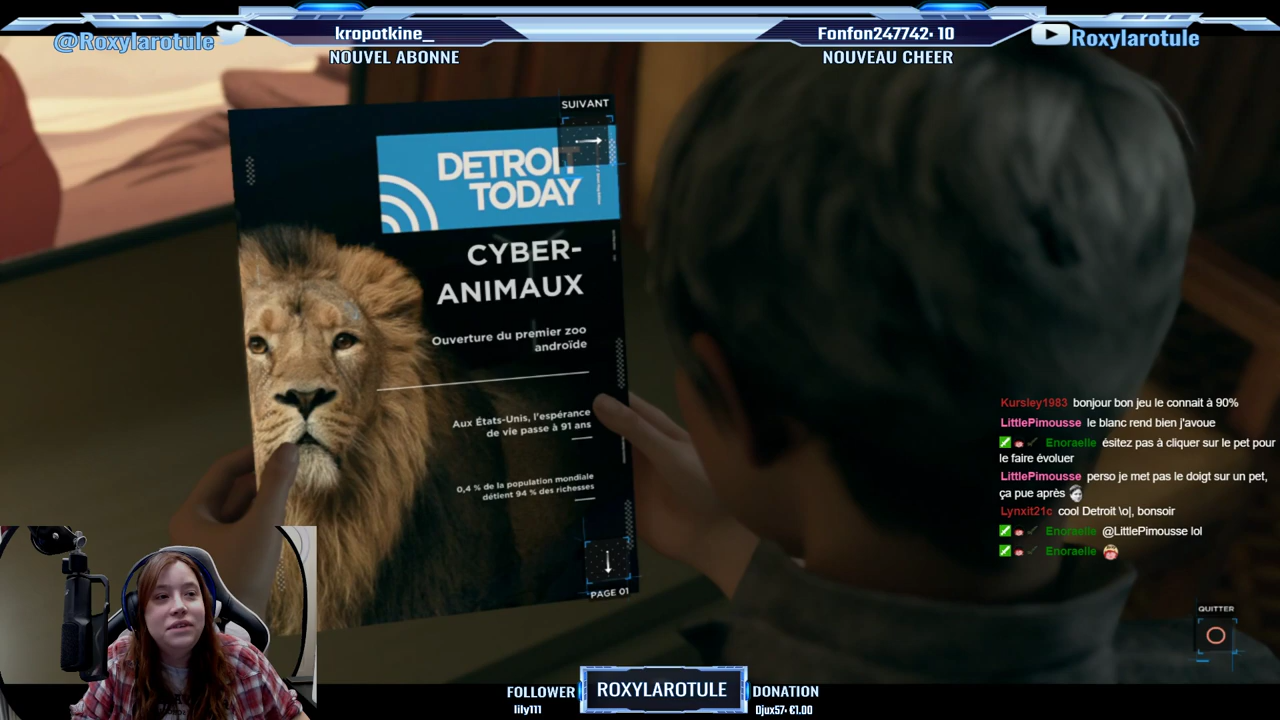 @Roxylarotule
kropotkine_
NOUVEL ABONNE
Fonfon247742: 10
NOUVEAU CHEER
Roxylarotule
SUIVANT
DETROIT
TODAY
CYBER-
ANIMAUX
Ouverture du premier zoo
androïde
Aux États-Unis, l'espérance
de vie passe à 91 ans
0,4 % de la population mondiale
détient 94 % des richesses
PAGE 01
Kursley1983 bonjour bon jeu le connait à 90%
LittlePimousse le blanc rend bien j'avoue
Enoraelle ésitez pas à cliquer sur le pet pour
le faire évoluer
LittlePimousse perso je met pas le doigt sur un pet,
ça pue après
Lynxit21c cool Detroit \o|, bonsoir
Enoraelle @LittlePimousse lol
Enoraelle
QUITTER
FOLLOWER
lily111
ROXYLAROTULE
DONATION
Djux57: €1.00